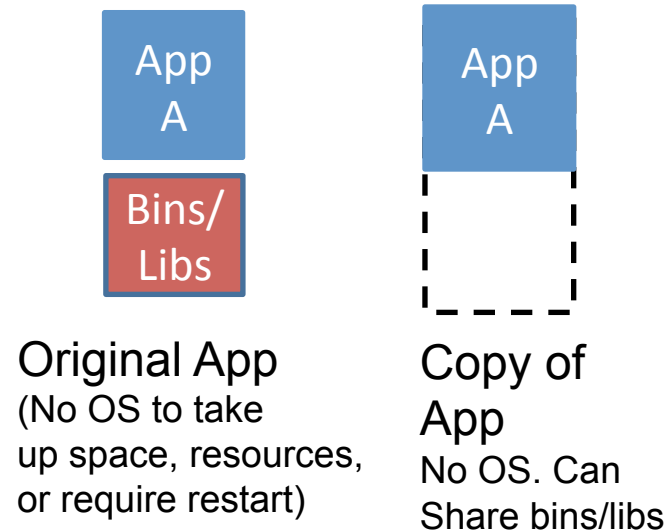 App
A
Bins/
Libs
Original App
(No OS to take
up space, resources,
or require restart)
App
A
Copy of
App
No OS. Can
Share bins/libs